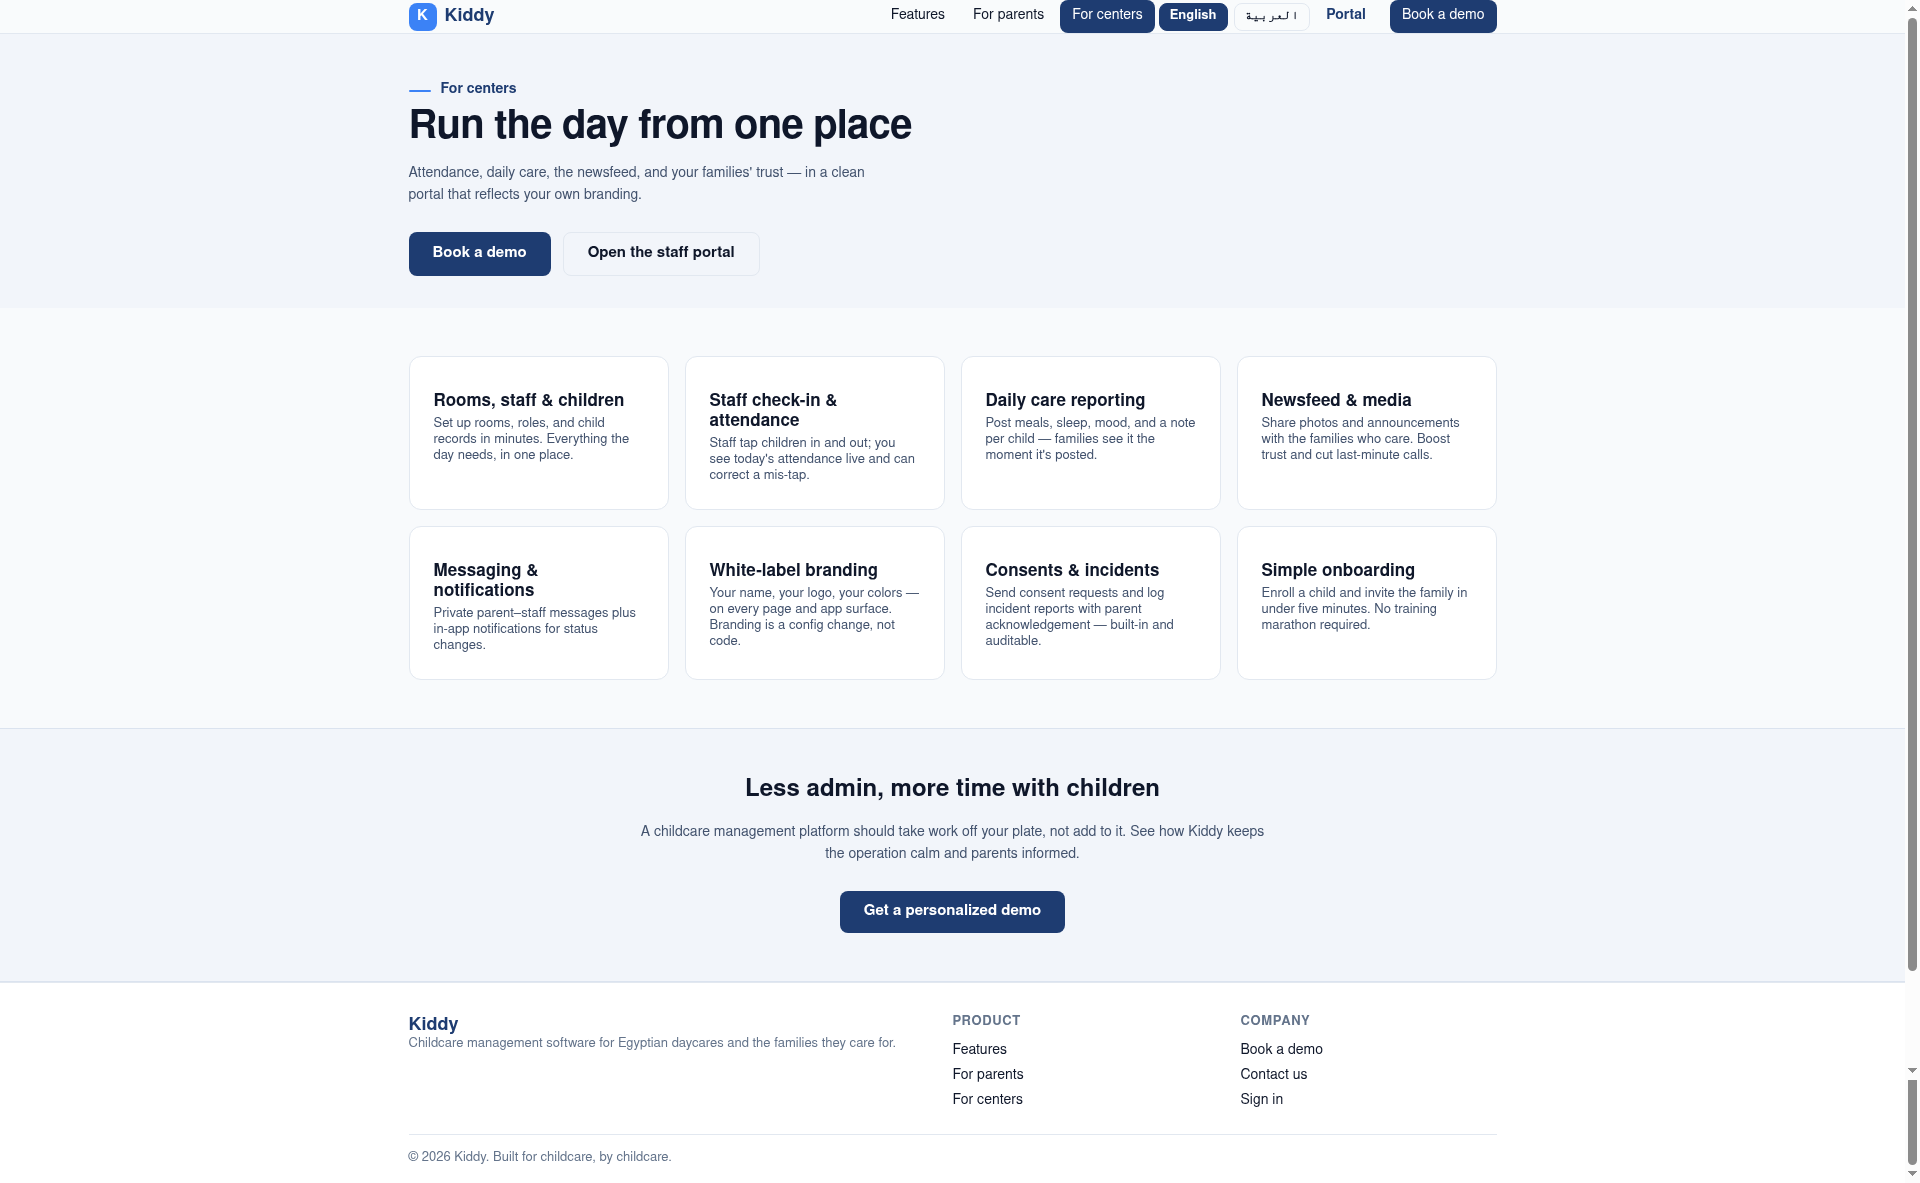 K Kiddy
Features For parents For centers English العربية Portal Book a demo
For centers
Run the day from one place
Attendance, daily care, the newsfeed, and your families' trust — in a clean
portal that reflects your own branding.
Book a demo Open the staff portal
Rooms, staff & children
Set up rooms, roles, and child
records in minutes. Everything the
day needs, in one place.
Staff check-in &
attendance
Staff tap children in and out; you
see today's attendance live and can
correct a mis-tap.
Daily care reporting
Post meals, sleep, mood, and a note
per child — families see it the
moment it's posted.
Newsfeed & media
Share photos and announcements
with the families who care. Boost
trust and cut last-minute calls.
Messaging &
notifications
Private parent–staff messages plus
in-app notifications for status
changes.
White-label branding
Your name, your logo, your colors —
on every page and app surface.
Branding is a config change, not
code.
Consents & incidents
Send consent requests and log
incident reports with parent
acknowledgement — built-in and
auditable.
Simple onboarding
Enroll a child and invite the family in
under five minutes. No training
marathon required.
Less admin, more time with children
A childcare management platform should take work off your plate, not add to it. See how Kiddy keeps
the operation calm and parents informed.
Get a personalized demo
Kiddy
Childcare management software for Egyptian daycares and the families they care for.
PRODUCT
Features
For parents
For centers
COMPANY
Book a demo
Contact us
Sign in
© 2026 Kiddy. Built for childcare, by childcare.